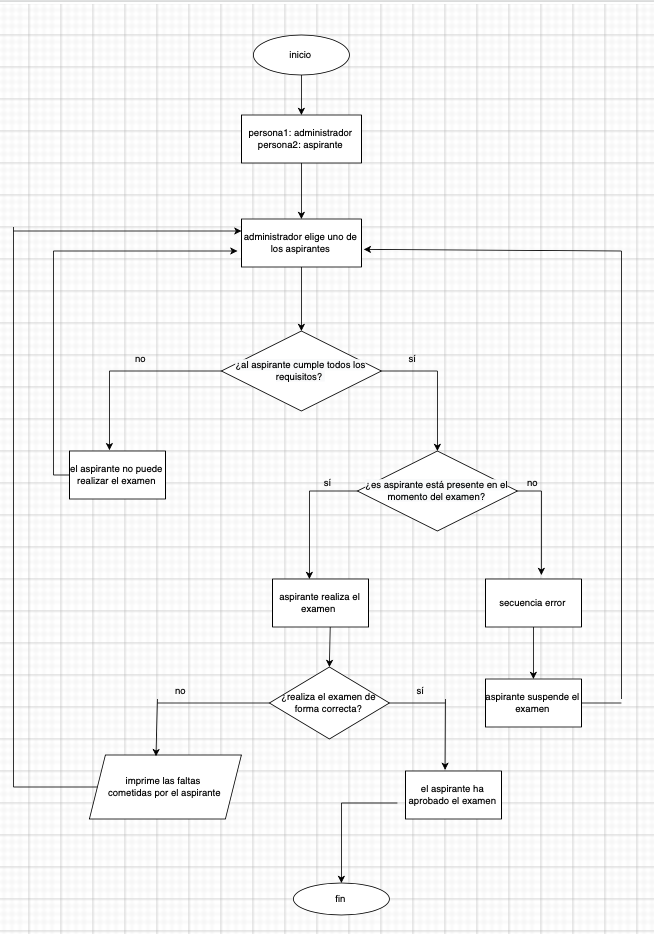 inicio
persona1: administrador
persona2: aspirante
administrador elige uno de
los aspirantes
no
¿al aspirante cumple todos los
requisitos?
sí
el aspirante no puede
realizar el examen
sí
¿es aspirante está presente en el
momento del examen?
no
aspirante realiza el
examen
secuencia error
no
¿realiza el examen de
forma correcta?
sí
aspirante suspende el
examen
imprime las faltas
cometidas por el aspirante
el aspirante ha
aprobado el examen
fin